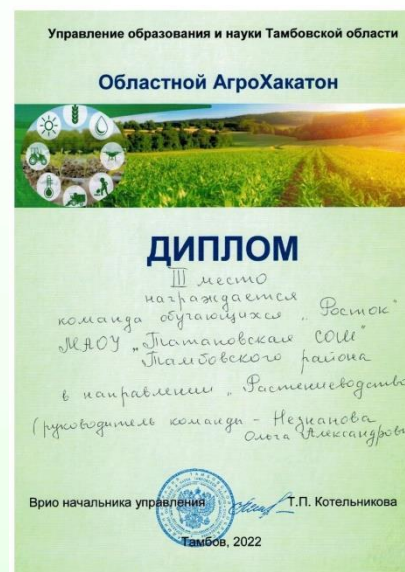 Управление образования и науки Тамбовской области
Областной АгроХакатон
ДИПЛОМ
III место
награждается
команда обучающихся „Росток"
МАОУ „Татановская СОШ"
Тамбовского района
в направлении „Растениеводство
(руководитель команды - Незнанова
Ольга Александров
Врио начальника управления
Т.П. Котельникова
Тамбов, 2022